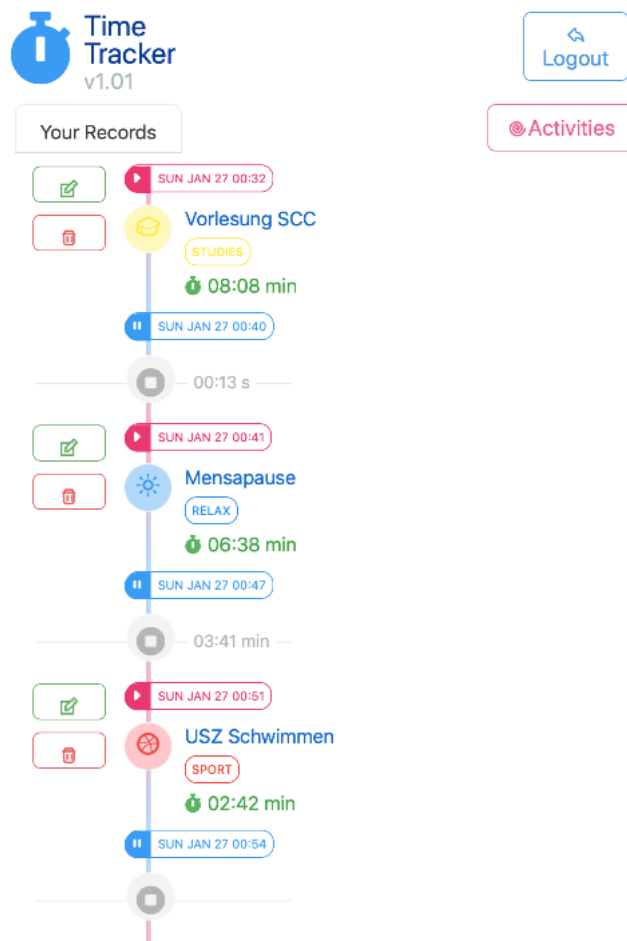 Time
Tracker
v1.01
Logout
Your Records
Activities
SUN JAN 27 00:32
Vorlesung SCC
STUDIES
08:08 min
SUN JAN 27 00:40
00:13 s
SUN JAN 27 00:41
Mensapause
RELAX
06:38 min
SUN JAN 27 00:47
03:41 min
SUN JAN 27 00:51
USZ Schwimmen
SPORT
02:42 min
SUN JAN 27 00:54